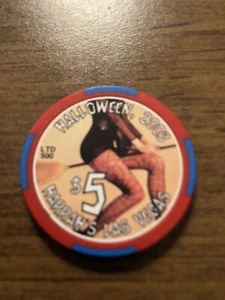 HALLOWEEN, 2003
LTD
500
$5
HARRAH'S LAS VEGAS